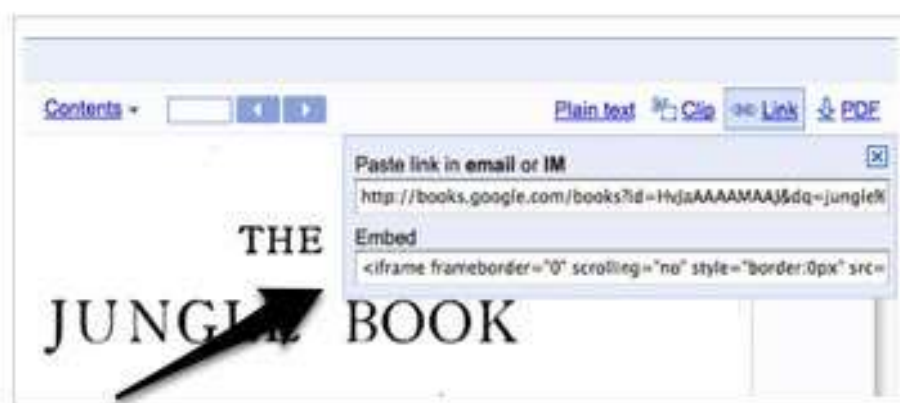 Contents Plain text Clip Link PDF
Paste link in email or IM
http://books.google.com/books?id=HvJaAAAAMAAJ&dq=jungle%
THE
Embed
<iframe frameborder="0" scrolling="no" style="border:0px" src=
JUNGLE BOOK